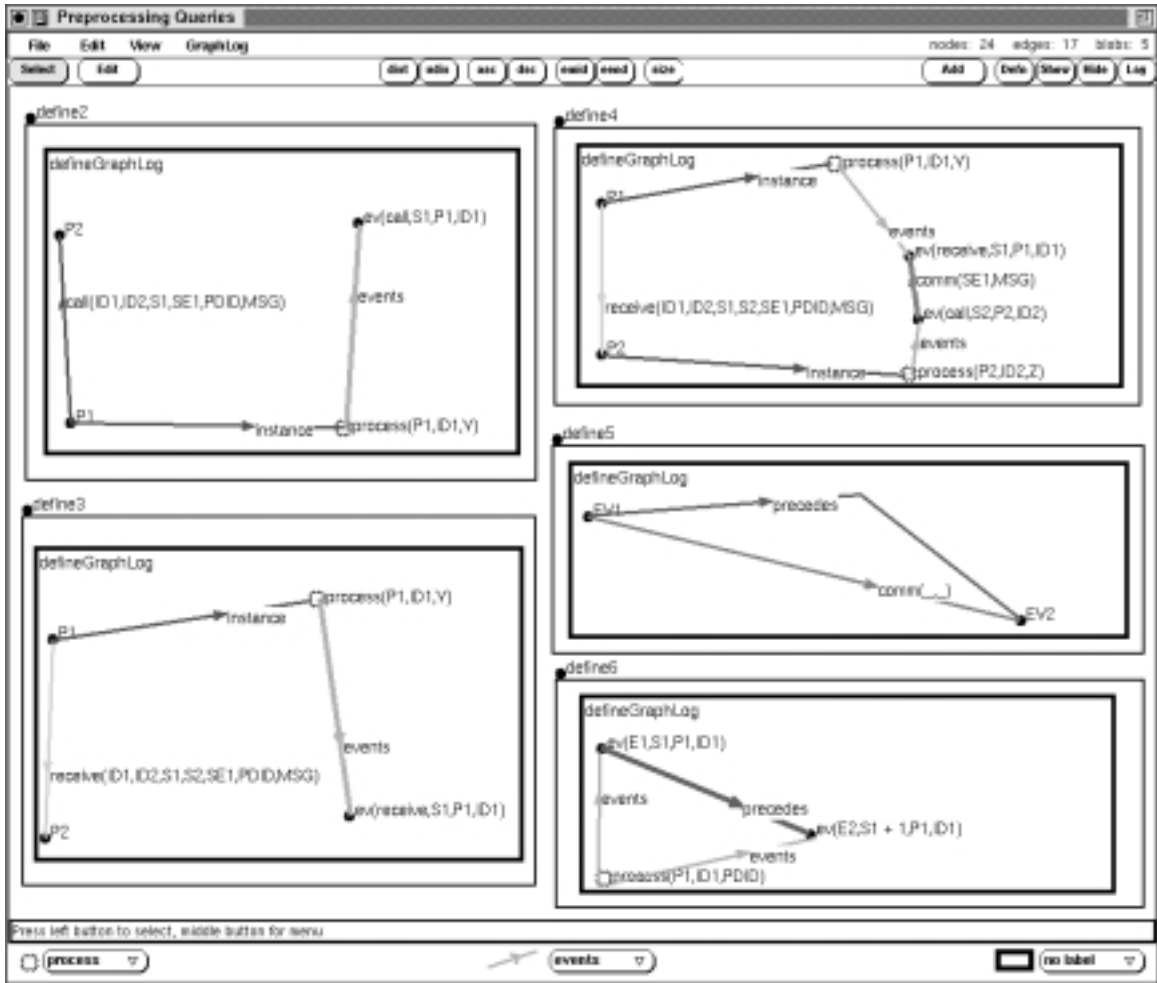 Preprocessing Queries
File Edit View GraphLog nodes: 24 edges: 17 blobs: 5
Select Edit dist asc dec size Add Defn Show Hide Log
define2
defineGraphLog
ev(call,S1,P1,ID1)
P2
call(ID1,ID2,S1,SE1,PDID,MSG)
events
P1
instance
process(P1,ID1,Y)
define3
defineGraphLog
process(P1,ID1,Y)
instance
P1
events
receive(ID1,ID2,S1,S2,SE1,PDID,MSG)
ev(receive,S1,P1,ID1)
P2
define4
defineGraphLog
process(P1,ID1,Y)
instance
P1
events
ev(receive,S1,P1,ID1)
comm(SE1,MSG)
receive(ID1,ID2,S1,S2,SE1,PDID,MSG)
ev(call,S2,P2,ID2)
P2
events
instance
process(P2,ID2,Z)
define5
defineGraphLog
EV1
precedes
comm(_,_)
EV2
define6
defineGraphLog
ev(E1,S1,P1,ID1)
events
precedes
ev(E2,S1 + 1,P1,ID1)
events
process(P1,ID1,PDID)
Press left button to select, middle button for menu
process events no label